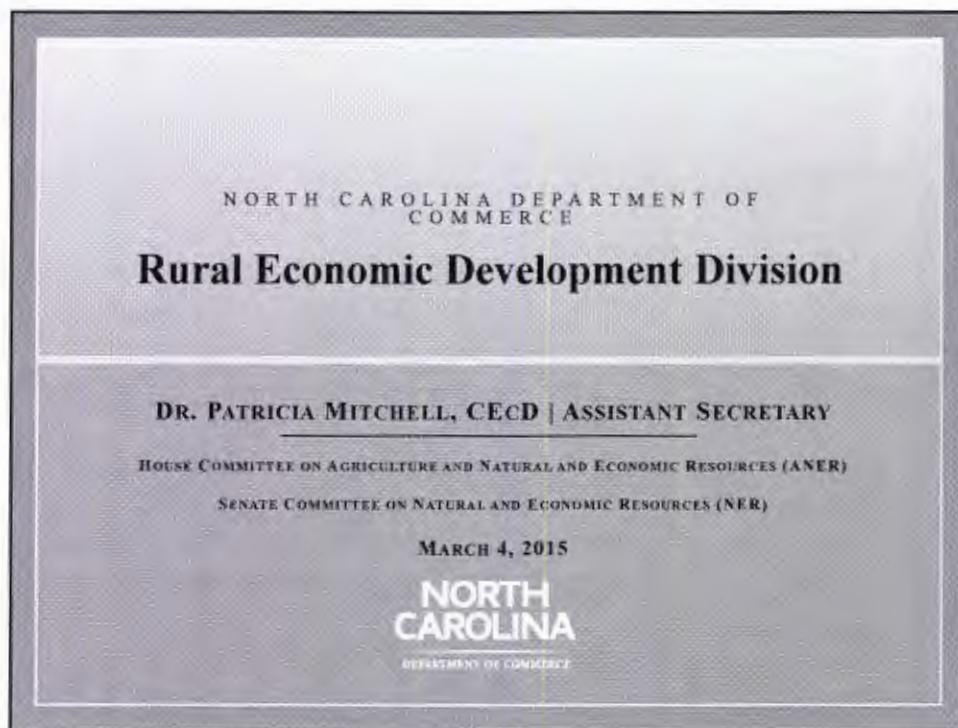 NORTH CAROLINA DEPARTMENT OF
COMMERCE
Rural Economic Development Division
DR. PATRICIA MITCHELL, CECD | ASSISTANT SECRETARY
HOUSE COMMITTEE ON AGRICULTURE AND NATURAL AND ECONOMIC RESOURCES (ANER)
SENATE COMMITTEE ON NATURAL AND ECONOMIC RESOURCES (NER)
MARCH 4, 2015
NORTH
CAROLINA
DEPARTMENT OF COMMERCE